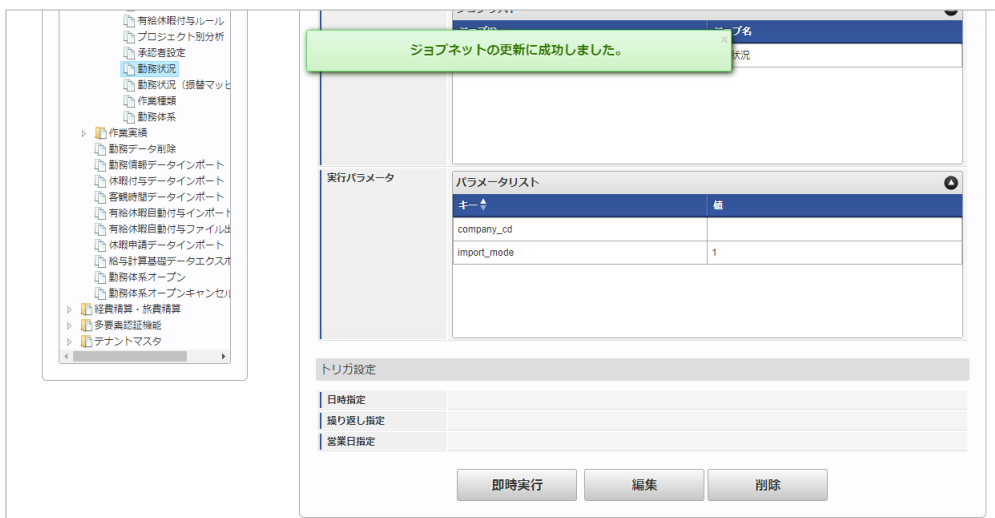 有給休暇付与ルール
プロジェクト別分析
承認者設定
勤務状況
勤務状況（振替マッピ
作業種類
勤務体系
作業実績
勤務データ削除
勤務情報データインポート
休暇付与データインポート
客観時間データインポート
有給休暇自動付与インポート
有給休暇自動付与ファイル出
休暇申請データインポート
給与計算基礎データエクスポ
勤務体系オープン
勤務体系オープンキャンセル
経費積算・旅費積算
多要素認証機能
テナントマスタ
ジョブネットの更新に成功しました。
×
ブ名
状況
実行パラメータ
パラメータリスト
キー 値
company_cd
import_mode 1
トリガ設定
日時指定
繰り返し指定
営業日指定
即時実行 編集 削除